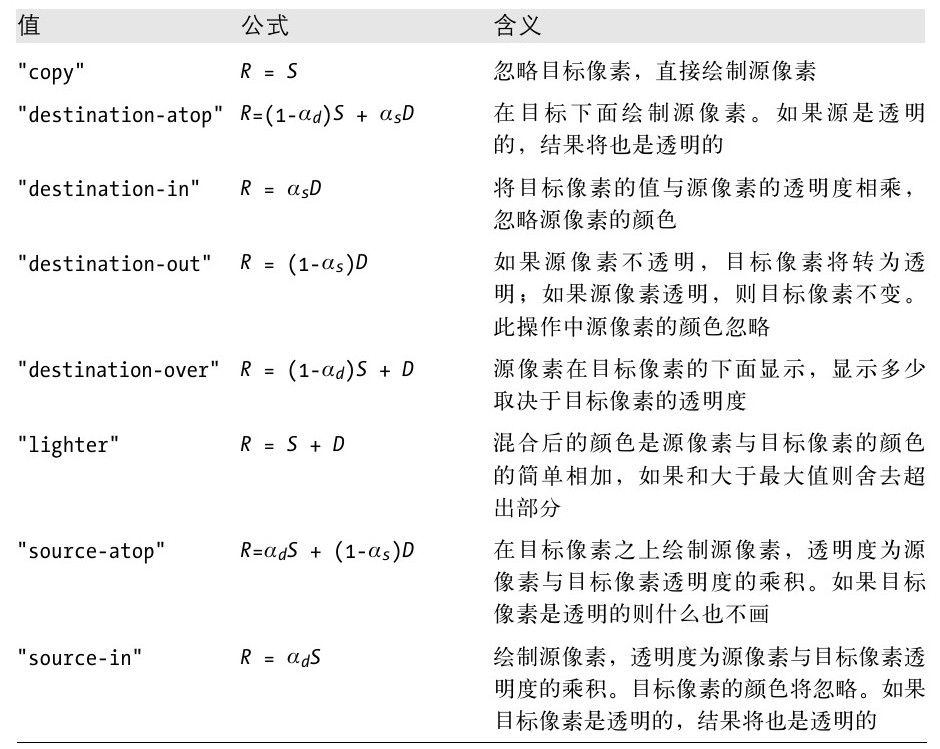 值 公式 含义
"copy" R = S 忽略目标像素，直接绘制源像素
"destination-atop" R=(1-αd)S + αsD 在目标下面绘制源像素。如果源是透明
的，结果将也是透明的
"destination-in" R = αsD 将目标像素的值与源像素的透明度相乘，
忽略源像素的颜色
"destination-out" R = (1-αs)D 如果源像素不透明，目标像素将转为透
明；如果源像素透明，则目标像素不变。
此操作中源像素的颜色忽略
"destination-over" R = (1-αd)S + D 源像素在目标像素的下面显示，显示多少
取决于目标像素的透明度
"lighter" R = S + D 混合后的颜色是源像素与目标像素的颜色
的简单相加，如果和大于最大值则舍去超
出部分
"source-atop" R=αdS + (1-αs)D 在目标像素之上绘制源像素，透明度为源
像素与目标像素透明度的乘积。如果目标
像素是透明的则什么也不画
"source-in" R = αdS 绘制源像素，透明度为源像素与目标像素透
明度的乘积。目标像素的颜色将忽略。如果
目标像素是透明的，结果将也是透明的